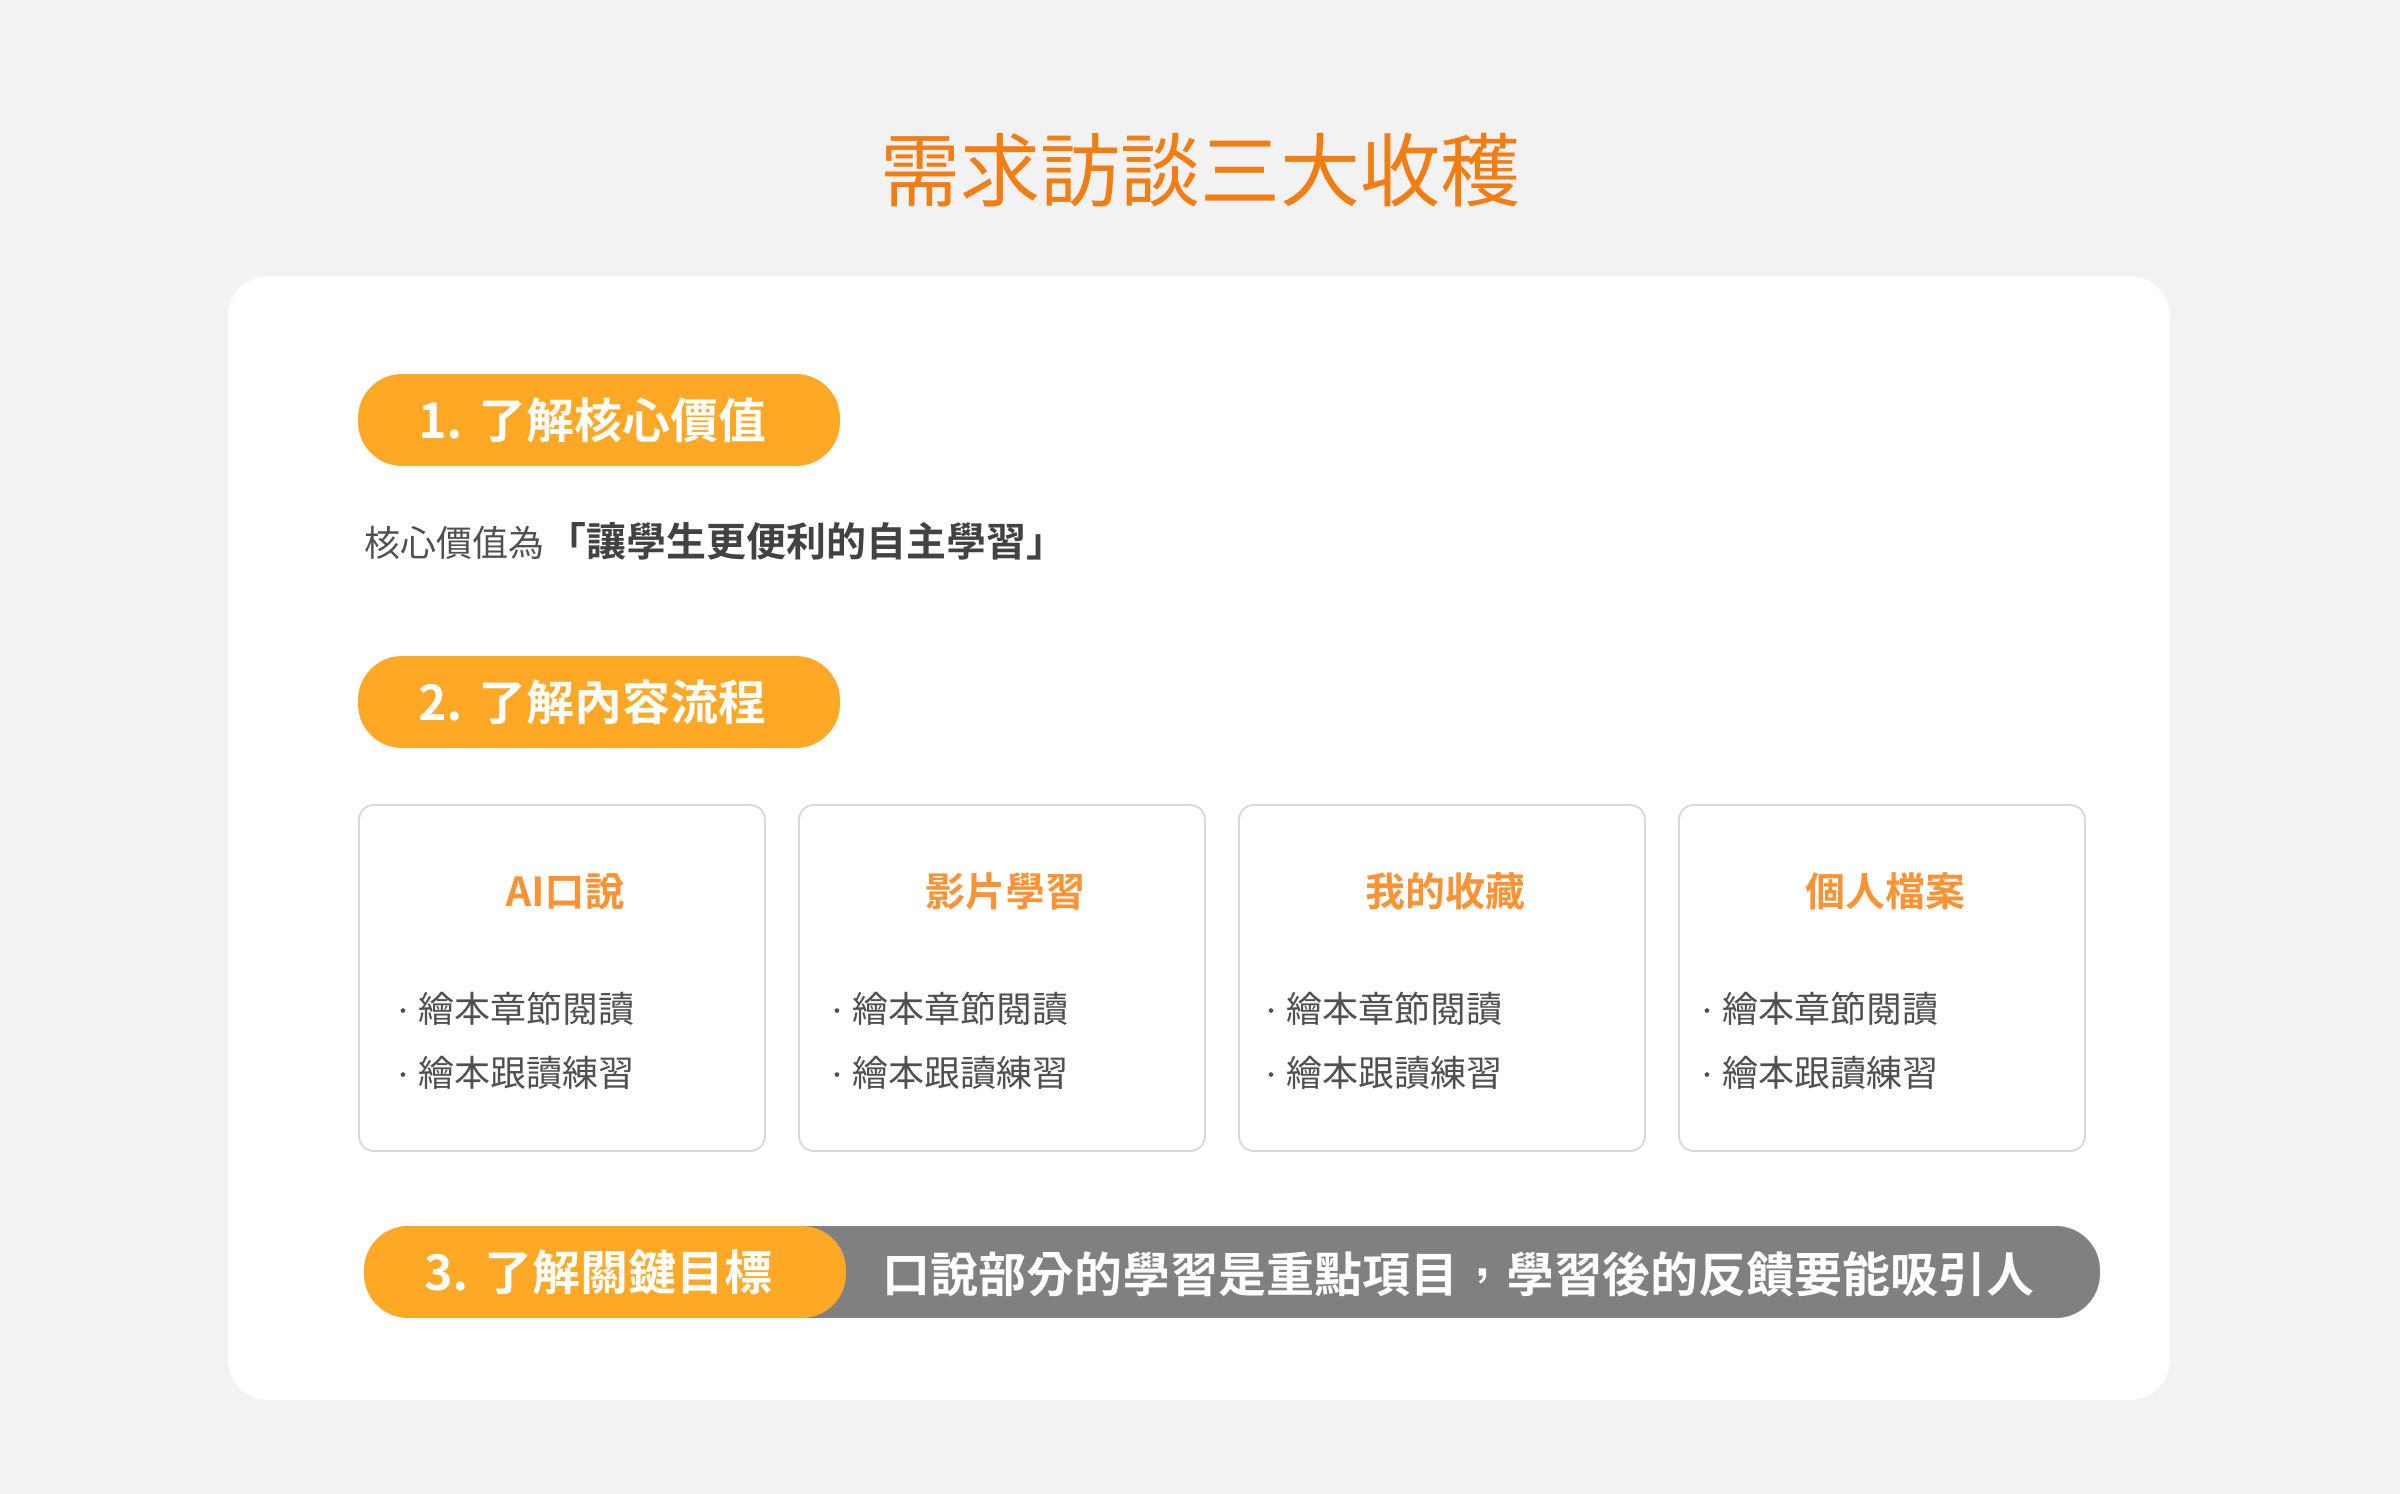 需求訪談三大收穫
1. 了解核心價值
核心價值為「讓學生更便利的自主學習」
2. 了解內容流程
AI口說
· 繪本章節閱讀
· 繪本跟讀練習
影片學習
· 繪本章節閱讀
· 繪本跟讀練習
我的收藏
· 繪本章節閱讀
· 繪本跟讀練習
個人檔案
· 繪本章節閱讀
· 繪本跟讀練習
3. 了解關鍵目標
口說部分的學習是重點項目，學習後的反饋要能吸引人